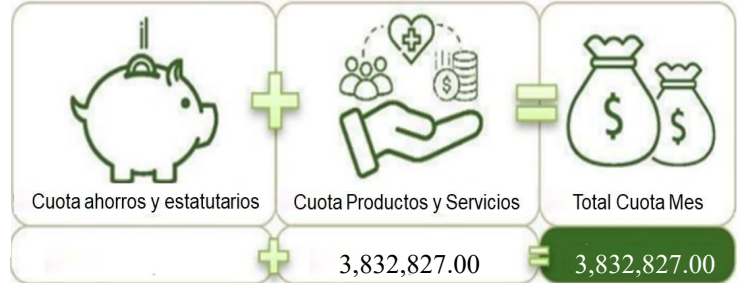 Cuota ahorros y estatutarios
Cuota Productos y Servicios
Total Cuota Mes
3,832,827.00
3,832,827.00